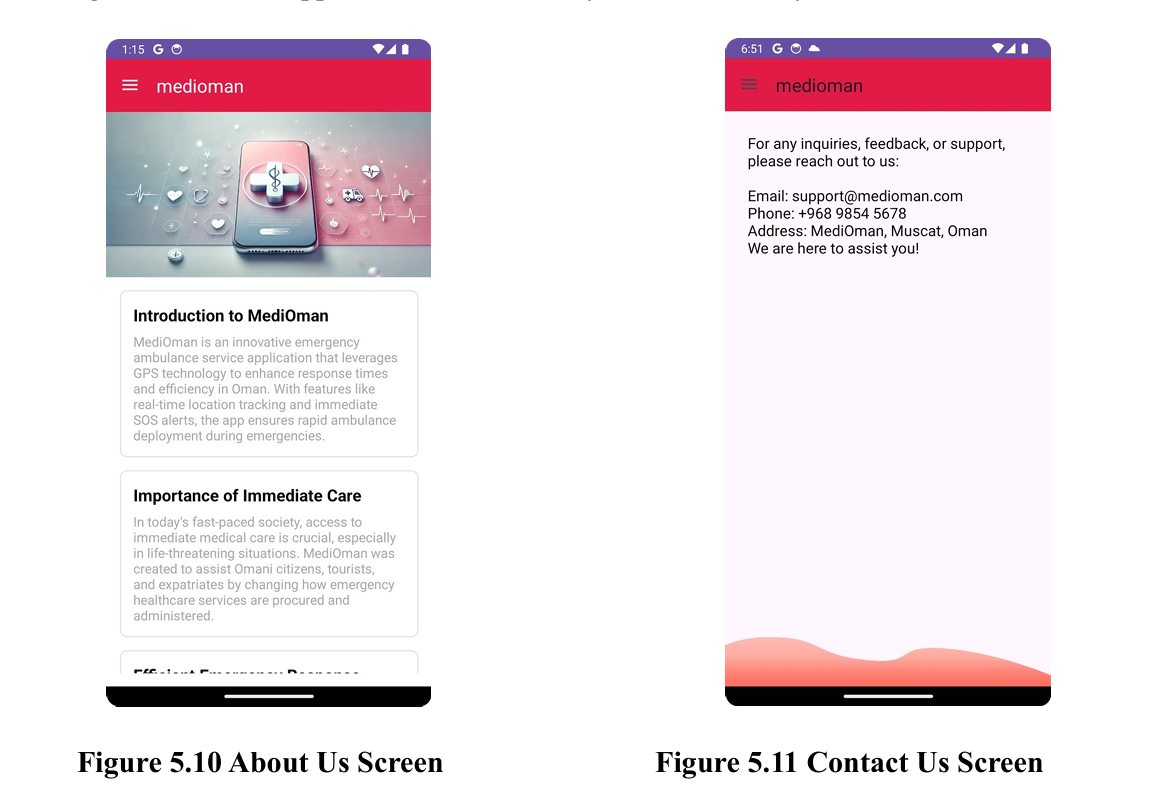 1:15
medioman
Introduction to MediOman
MediOman is an innovative emergency
ambulance service application that leverages
GPS technology to enhance response times
and efficiency in Oman. With features like
real-time location tracking and immediate
SOS alerts, the app ensures rapid ambulance
deployment during emergencies.
Importance of Immediate Care
In today's fast-paced society, access to
immediate medical care is crucial, especially
in life-threatening situations. MediOman was
created to assist Omani citizens, tourists,
and expatriates by changing how emergency
healthcare services are procured and
administered.
Efficient Emergency Response
Figure 5.10 About Us Screen
6:51
medioman
For any inquiries, feedback, or support,
please reach out to us:
Email: support@medioman.com
Phone: +968 9854 5678
Address: MediOman, Muscat, Oman
We are here to assist you!
Figure 5.11 Contact Us Screen